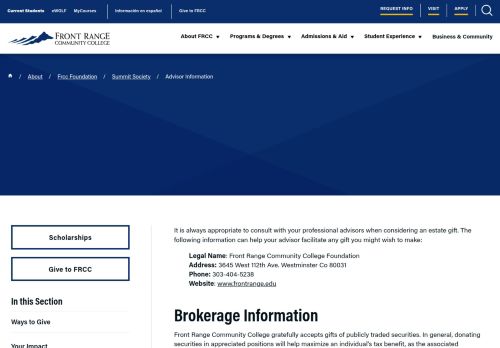 Current Students eWOLF MyCourses Información en español Give to FRCC REQUEST INFO VISIT APPLY
FRONT RANGE
COMMUNITY COLLEGE
About FRCC Programs & Degrees Admissions & Aid Student Experience Business & Community
/ About / Frcc Foundation / Summit Society / Advisor Information
Scholarships
Give to FRCC
In this Section
Ways to Give
Your Impact
It is always appropriate to consult with your professional advisors when considering an estate gift. The
following information can help your advisor facilitate any gift you might wish to make:
Legal Name: Front Range Community College Foundation
Address: 3645 West 112th Ave. Westminster Co 80031
Phone: 303-404-5238
Website: www.frontrange.edu
Brokerage Information
Front Range Community College gratefully accepts gifts of publicly traded securities. In general, donating
securities in appreciated positions will help maximize an individual's tax benefit, as the associated